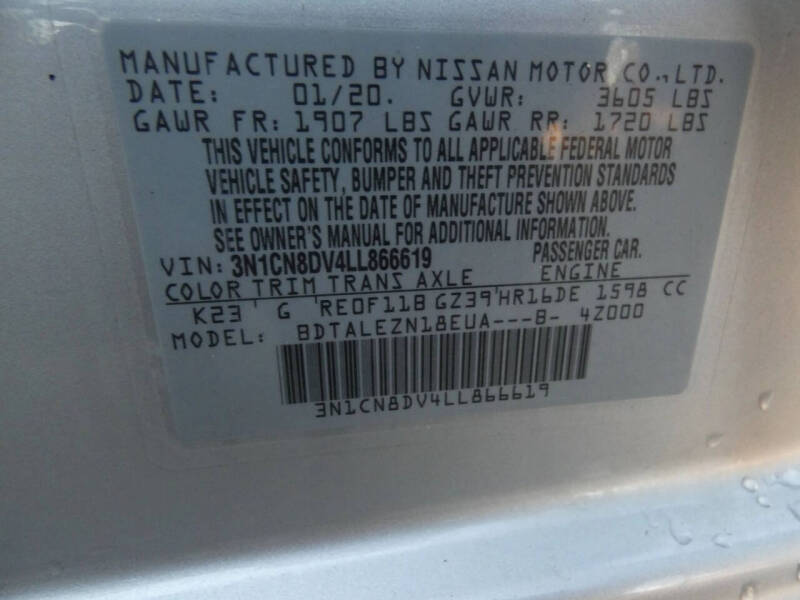 MANUFACTURED BY NISSAN MOTOR CO., LTD.
DATE: 01/20. GVWR: 3605 LBS
GAWR FR: 1907 LBS GAWR RR: 1720 LBS
THIS VEHICLE CONFORMS TO ALL APPLICABLE FEDERAL MOTOR
VEHICLE SAFETY, BUMPER AND THEFT PREVENTION STANDARDS
IN EFFECT ON THE DATE OF MANUFACTURE SHOWN ABOVE.
SEE OWNER'S MANUAL FOR ADDITIONAL INFORMATION.
VIN: 3N1CN8DV4LL866619 PASSENGER CAR.
COLOR TRIM TRANS AXLE ENGINE
K23 ' G 'RE0F11B GZ39'HR16DE 1598 CC
MODEL: BDTALEZN18EUA---B- 4Z000
3N1CN8DV4LL866619